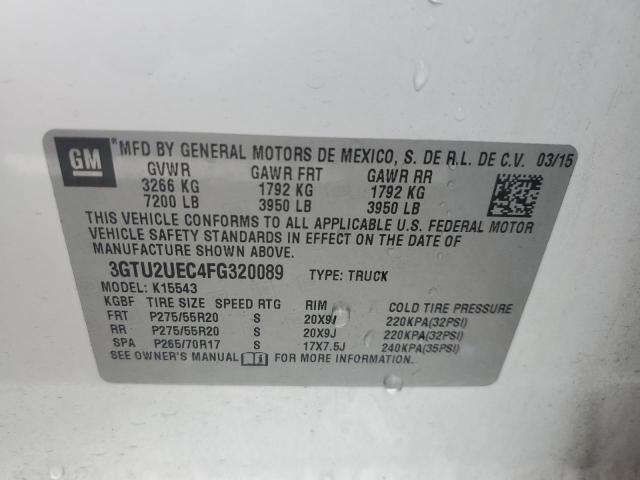 GM *MFD BY GENERAL MOTORS DE MEXICO, S. DE R.L. DE C.V. 03/15
GVWR GAWR FRT GAWR RR
3266 KG 1792 KG 1792 KG
7200 LB 3950 LB 3950 LB
THIS VEHICLE CONFORMS TO ALL APPLICABLE U.S. FEDERAL MOTOR
VEHICLE SAFETY STANDARDS IN EFFECT ON THE DATE OF
MANUFACTURE SHOWN ABOVE.
3GTU2UEC4FG320089 TYPE: TRUCK
MODEL: K15543
KGBF TIRE SIZE SPEED RTG RIM COLD TIRE PRESSURE
FRT P275/55R20 S 20X9J 220KPA(32PSI)
RR P275/55R20 S 20X9J 220KPA(32PSI)
SPA P265/70R17 S 17X7.5J 240KPA(35PSI)
SEE OWNER'S MANUAL FOR MORE INFORMATION.